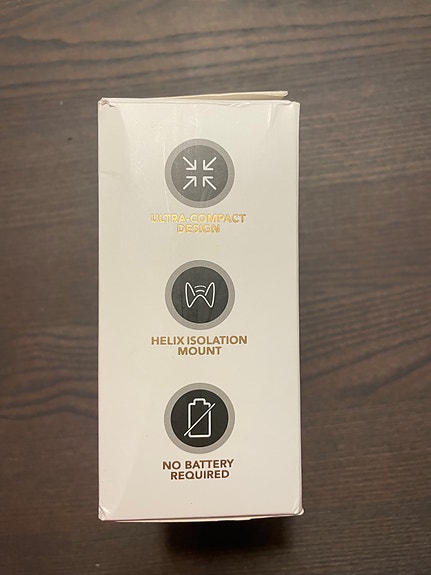 ULTRA-COMPACT
DESIGN
HELIX ISOLATION
MOUNT
NO BATTERY
REQUIRED